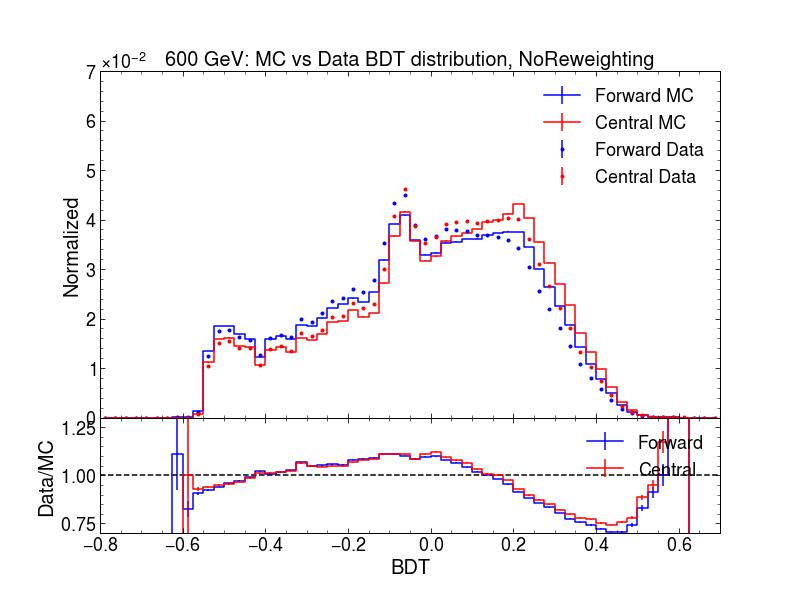 ×10⁻² 600 GeV: MC vs Data BDT distribution, NoReweighting
7
6
5
4
3
2
1
0
Normalized
Forward MC
Central MC
Forward Data
Central Data
1.25
1.00
0.75
Data/MC
Forward
Central
−0.8 −0.6 −0.4 −0.2 0.0 0.2 0.4 0.6
BDT